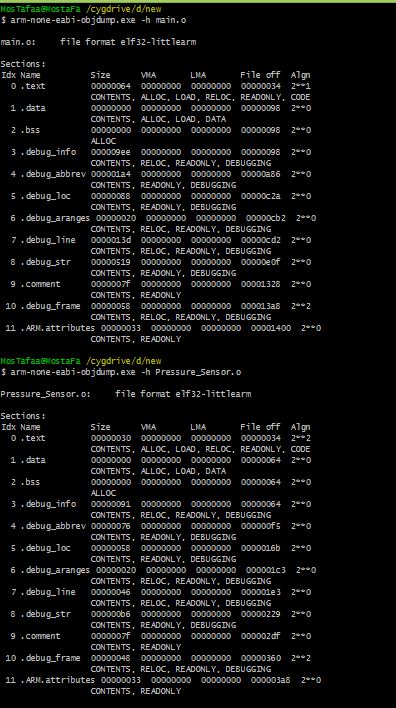 MosTafaa@MostaFa /cygdrive/d/new
$ arm-none-eabi-objdump.exe -h main.o
main.o:     file format elf32-littlearm
Sections:
Idx Name          Size      VMA       LMA       File off  Algn
  0 .text         00000064  00000000  00000000  00000034  2**1
                  CONTENTS, ALLOC, LOAD, RELOC, READONLY, CODE
  1 .data         00000000  00000000  00000000  00000098  2**0
                  CONTENTS, ALLOC, LOAD, DATA
  2 .bss          00000000  00000000  00000000  00000098  2**0
                  ALLOC
  3 .debug_info   000009ee  00000000  00000000  00000098  2**0
                  CONTENTS, RELOC, READONLY, DEBUGGING
  4 .debug_abbrev 000001a4  00000000  00000000  00000a86  2**0
                  CONTENTS, READONLY, DEBUGGING
  5 .debug_loc    00000088  00000000  00000000  00000c2a  2**0
                  CONTENTS, READONLY, DEBUGGING
  6 .debug_aranges 00000020  00000000  00000000  00000cb2  2**0
                  CONTENTS, RELOC, READONLY, DEBUGGING
  7 .debug_line   0000013d  00000000  00000000  00000cd2  2**0
                  CONTENTS, RELOC, READONLY, DEBUGGING
  8 .debug_str    00000519  00000000  00000000  00000e0f  2**0
                  CONTENTS, READONLY, DEBUGGING
  9 .comment      0000007f  00000000  00000000  00001328  2**0
                  CONTENTS, READONLY
 10 .debug_frame  00000058  00000000  00000000  000013a8  2**2
                  CONTENTS, RELOC, READONLY, DEBUGGING
 11 .ARM.attributes 00000033  00000000  00000000  00001400  2**0
                  CONTENTS, READONLY
MosTafaa@MostaFa /cygdrive/d/new
$ arm-none-eabi-objdump.exe -h Pressure_Sensor.o
Pressure_Sensor.o:     file format elf32-littlearm
Sections:
Idx Name          Size      VMA       LMA       File off  Algn
  0 .text         00000030  00000000  00000000  00000034  2**2
                  CONTENTS, ALLOC, LOAD, RELOC, READONLY, CODE
  1 .data         00000000  00000000  00000000  00000064  2**0
                  CONTENTS, ALLOC, LOAD, DATA
  2 .bss          00000000  00000000  00000000  00000064  2**0
                  ALLOC
  3 .debug_info   00000091  00000000  00000000  00000064  2**0
                  CONTENTS, RELOC, READONLY, DEBUGGING
  4 .debug_abbrev 00000076  00000000  00000000  000000f5  2**0
                  CONTENTS, READONLY, DEBUGGING
  5 .debug_loc    00000058  00000000  00000000  0000016b  2**0
                  CONTENTS, READONLY, DEBUGGING
  6 .debug_aranges 00000020  00000000  00000000  000001c3  2**0
                  CONTENTS, RELOC, READONLY, DEBUGGING
  7 .debug_line   00000046  00000000  00000000  000001e3  2**0
                  CONTENTS, RELOC, READONLY, DEBUGGING
  8 .debug_str    000000b6  00000000  00000000  00000229  2**0
                  CONTENTS, READONLY, DEBUGGING
  9 .comment      0000007f  00000000  00000000  000002df  2**0
                  CONTENTS, READONLY
 10 .debug_frame  00000048  00000000  00000000  00000360  2**2
                  CONTENTS, RELOC, READONLY, DEBUGGING
 11 .ARM.attributes 00000033  00000000  00000000  000003a8  2**0
                  CONTENTS, READONLY